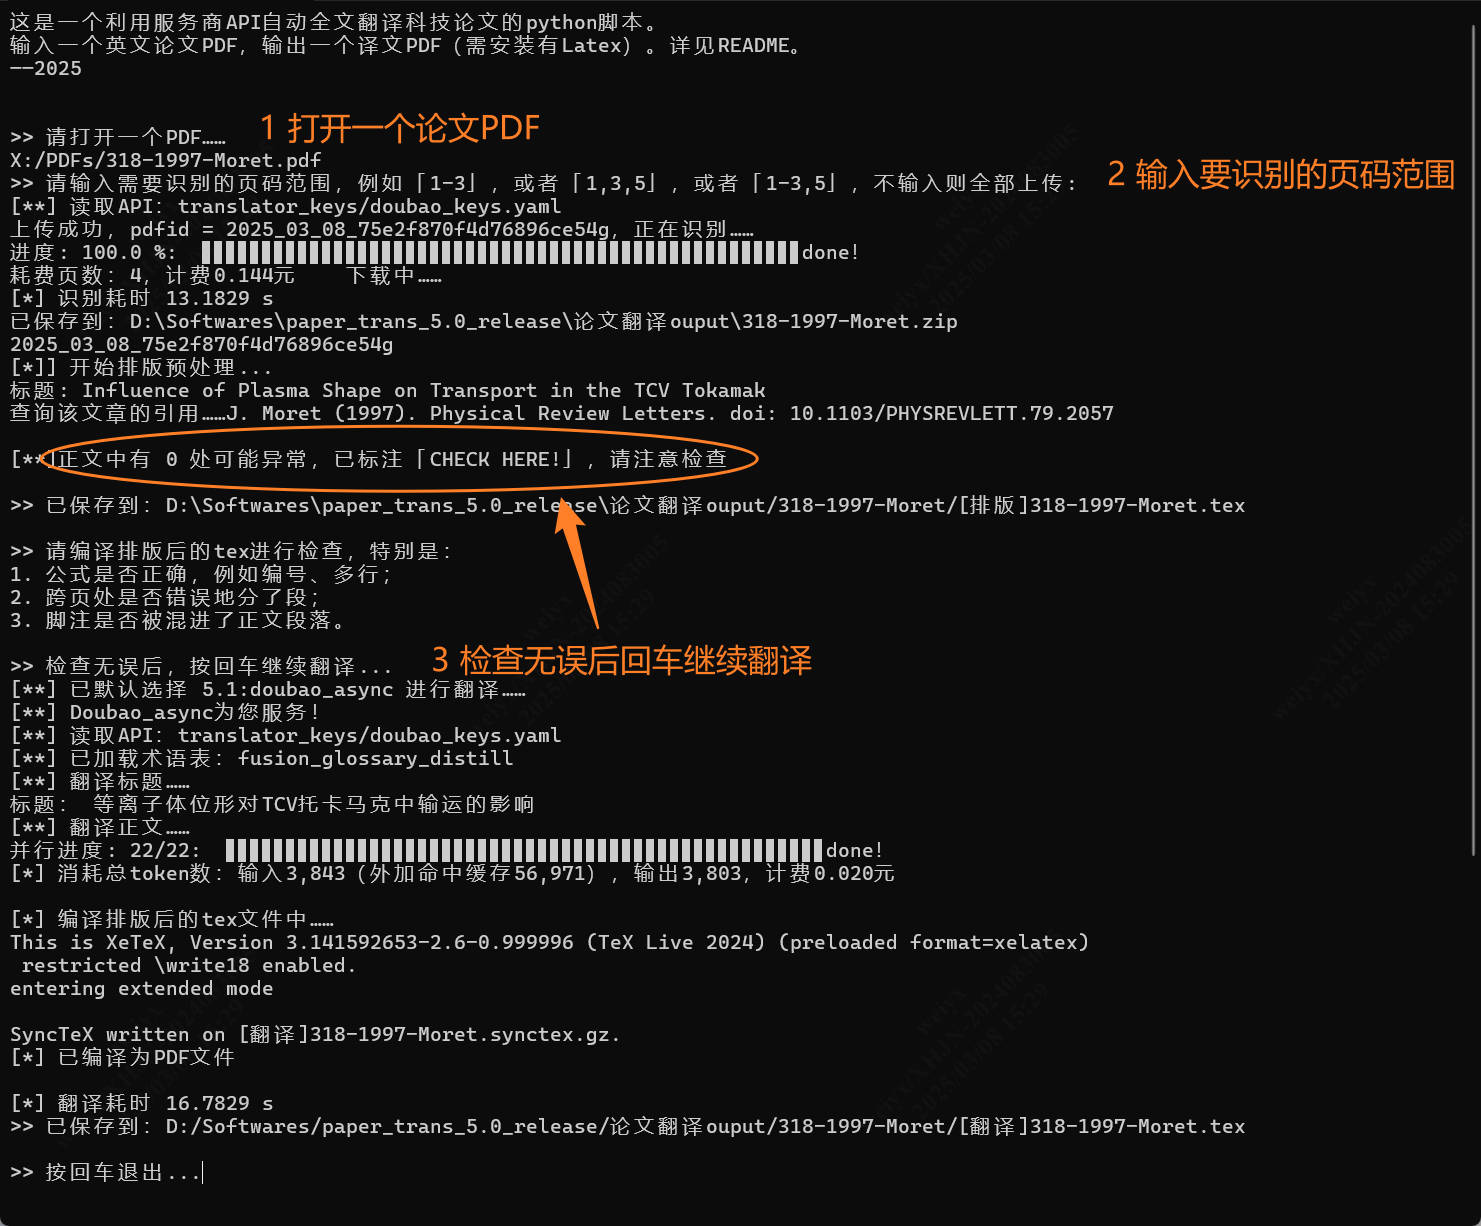 这是一个利用服务商API自动全文翻译科技论文的python脚本。
输入一个英文论文PDF，输出一个译文PDF（需安装有Latex）。详见README。
——2025
>> 请打开一个PDF……
1 打开一个论文PDF
X:/PDFs/318-1997-Moret.pdf
>> 请输入需要识别的页码范围，例如「1-3」，或者「1,3,5」，或者「1-3,5」，不输入则全部上传：
2 输入要识别的页码范围
[**] 读取API：translator_keys/doubao_keys.yaml
上传成功，pdfid = 2025_03_08_75e2f870f4d76896ce54g，正在识别……
进度：100.0 %： done!
耗费页数：4，计费0.144元 下载中……
[*] 识别耗时 13.1829 s
已保存到：D:\Softwares\paper_trans_5.0_release\论文翻译ouput\318-1997-Moret.zip
2025_03_08_75e2f870f4d76896ce54g
[*]] 开始排版预处理...
标题：Influence of Plasma Shape on Transport in the TCV Tokamak
查询该文章的引用……J. Moret (1997). Physical Review Letters. doi: 10.1103/PHYSREVLETT.79.2057
[**]正文中有 0 处可能异常，已标注「CHECK HERE!」，请注意检查
>> 已保存到：D:\Softwares\paper_trans_5.0_release\论文翻译ouput/318-1997-Moret/[排版]318-1997-Moret.tex
>> 请编译排版后的tex进行检查，特别是：
1. 公式是否正确，例如编号、多行；
2. 跨页处是否错误地分了段；
3. 脚注是否被混进了正文段落。
>> 检查无误后，按回车继续翻译...
3 检查无误后回车继续翻译
[**] 已默认选择 5.1:doubao_async 进行翻译……
[**] Doubao_async为您服务！
[**] 读取API：translator_keys/doubao_keys.yaml
[**] 已加载术语表：fusion_glossary_distill
[**] 翻译标题……
标题： 等离子体位形对TCV托卡马克中输运的影响
[**] 翻译正文……
并行进度：22/22： done!
[*] 消耗总token数：输入3,843（外加命中缓存56,971），输出3,803，计费0.020元
[*] 编译排版后的tex文件中……
This is XeTeX, Version 3.141592653-2.6-0.999996 (TeX Live 2024) (preloaded format=xelatex)
restricted \write18 enabled.
entering extended mode
SyncTeX written on [翻译]318-1997-Moret.synctex.gz.
[*] 已编译为PDF文件
[*] 翻译耗时 16.7829 s
>> 已保存到：D:/Softwares/paper_trans_5.0_release/论文翻译ouput/318-1997-Moret/[翻译]318-1997-Moret.tex
>> 按回车退出...